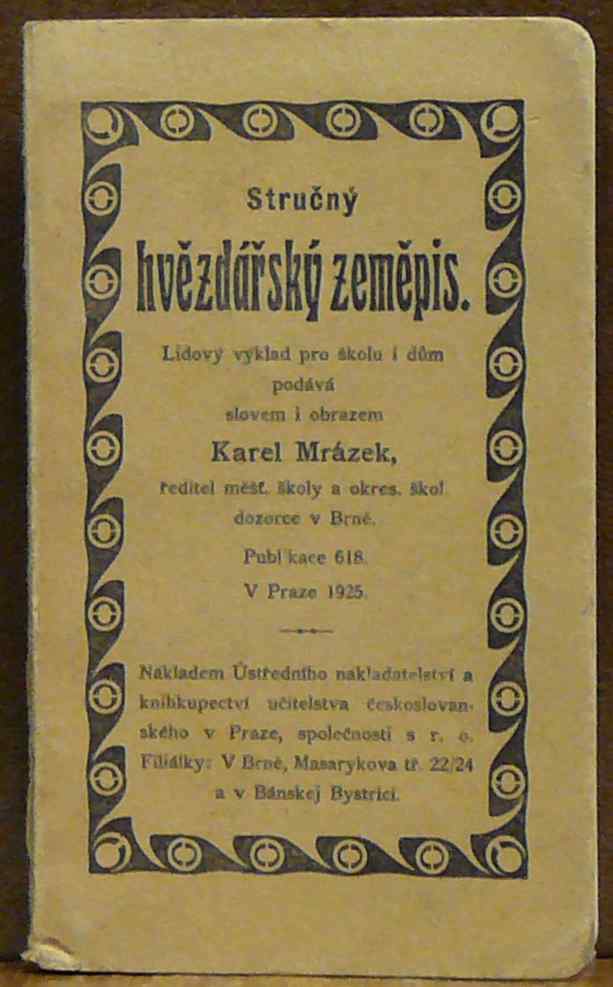 Stručný
hvězdářský zeměpis.
Lidový výklad pro školu i dům
podává
slovem i obrazem
Karel Mrázek,
ředitel měšť. školy a okres. škol
dozorce v Brně.
Publikace 618.
V Praze 1925.
Nákladem Ústředního nakladatelství a
knihkupectví učitelstva českoslovan-
ského v Praze, společnosti s r. o.
Filiálky: V Brně, Masarykova tř. 22/24
a v Bánskej Bystrici.